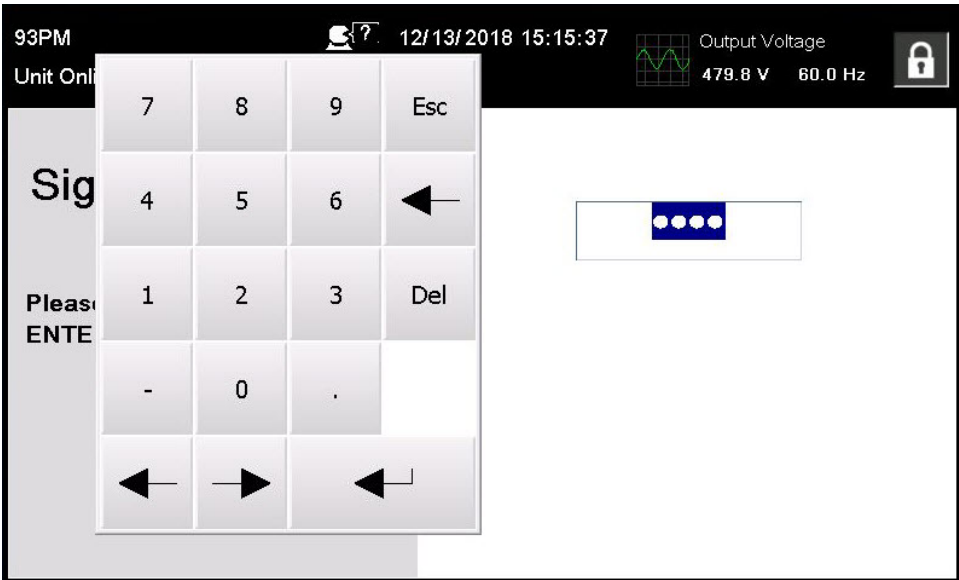 93PM
? 12/13/2018 15:15:37
Output Voltage
Unit Onli
479.8 V 60.0 Hz
7 8 9 Esc
Sig
4 5 6
1 2 3 Del
Pleas
ENTE
- 0 .